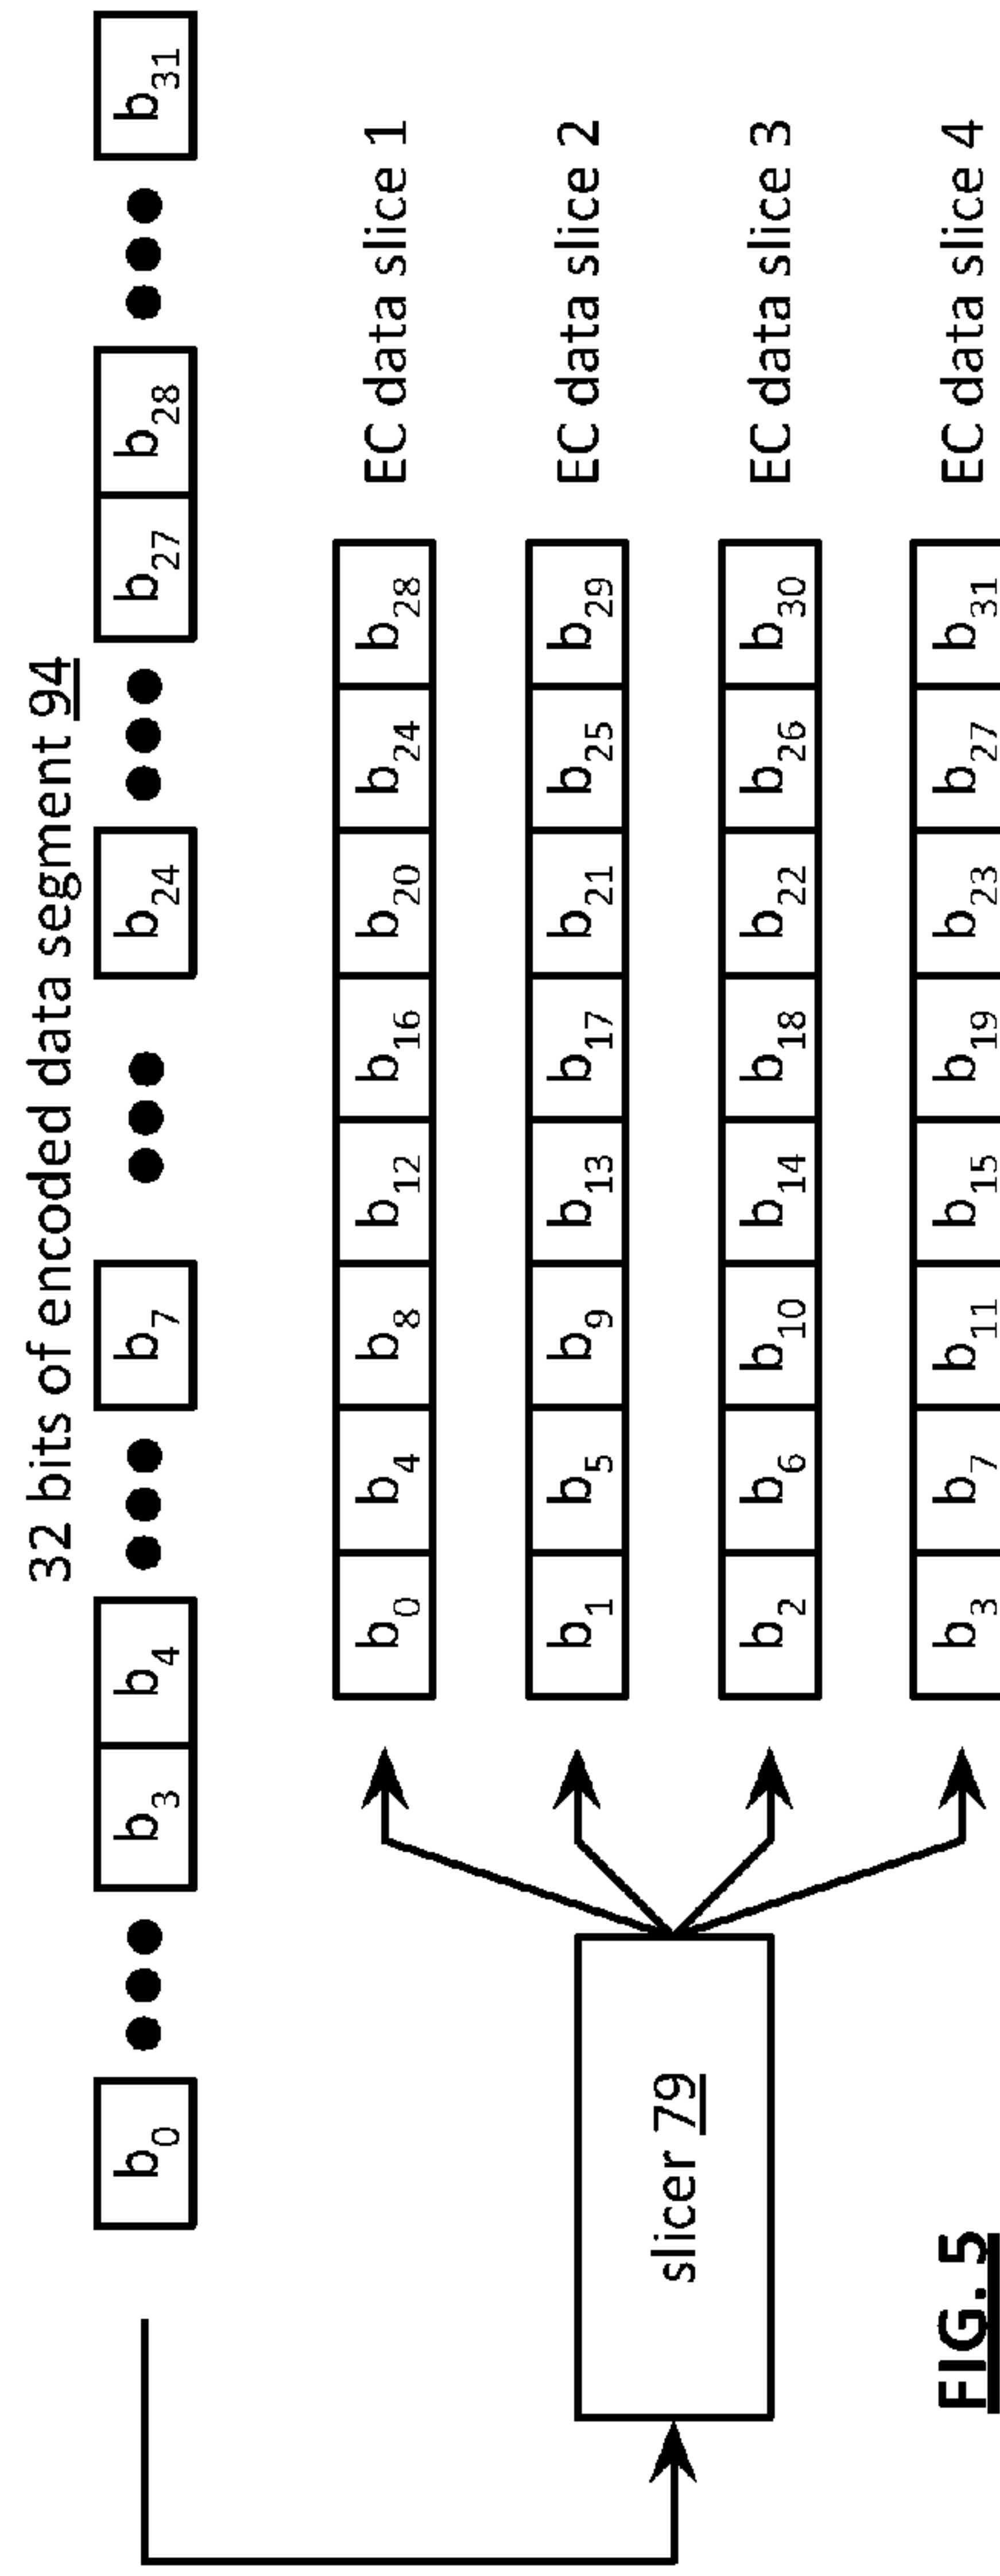 32 bits of encoded data segment 94
b0 b3 b4 b7 b24 b27 b28 b31
b0 b4 b8 b12 b16 b20 b24 b28 EC data slice 1
b1 b5 b9 b13 b17 b21 b25 b29 EC data slice 2
slicer 79
b2 b6 b10 b14 b18 b22 b26 b30 EC data slice 3
b3 b7 b11 b15 b19 b23 b27 b31 EC data slice 4
FIG. 5